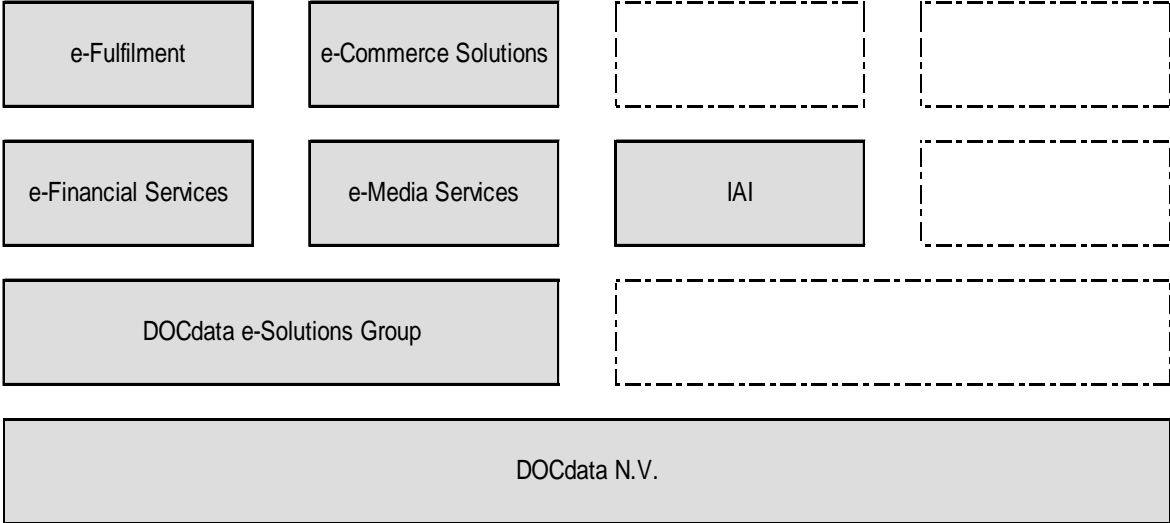 e-Fulfilment
e-Commerce Solutions
e-Financial Services
e-Media Services
IAI
DOCdata e-Solutions Group
DOCdata N.V.